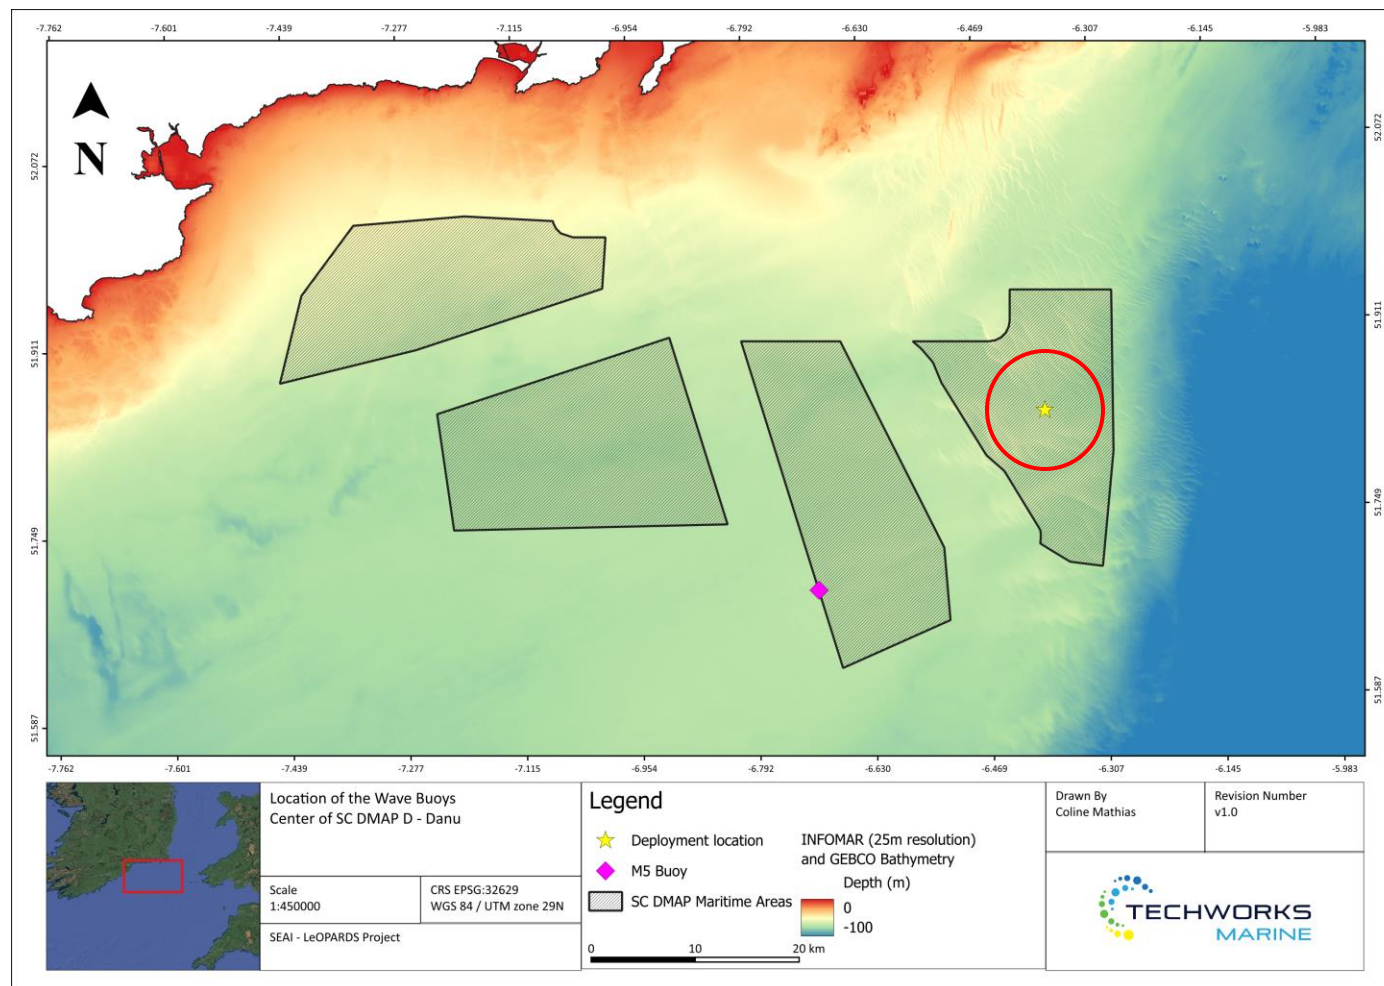 -7.762 -7.601 -7.439 -7.277 -7.115 -6.954 -6.792 -6.630 -6.469 -6.307 -6.145 -5.983
52.072
51.911
51.749
51.587
N
52.072
51.911
51.749
51.587
-7.762 -7.601 -7.439 -7.277 -7.115 -6.954 -6.792 -6.630 -6.469 -6.307 -6.145 -5.983
Location of the Wave Buoys
Center of SC DMAP D - Danu
Scale
1:450000
CRS EPSG:32629
WGS 84 / UTM zone 29N
SEAI - LeOPARDS Project
Legend
Deployment location
M5 Buoy
SC DMAP Maritime Areas
INFOMAR (25m resolution)
and GEBCO Bathymetry
Depth (m)
0
-100
0 10 20 km
Drawn By
Coline Mathias
Revision Number
v1.0
TECHWORKS
MARINE